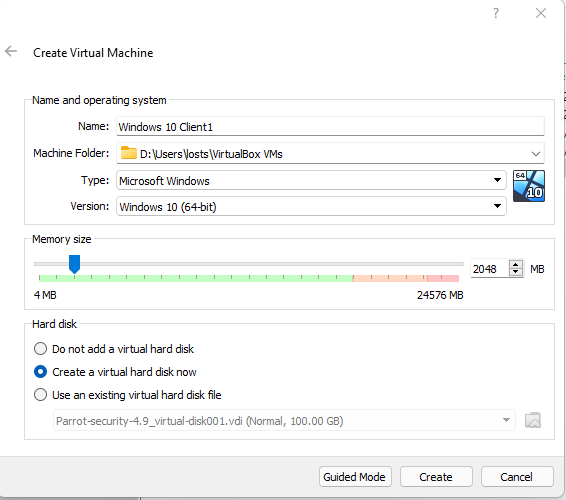 ?
Create Virtual Machine
Name and operating system
Name: Windows 10 Client1
Machine Folder: D:\Users\losts\VirtualBox VMs
Type: Microsoft Windows
64
Version: Windows 10 (64-bit)
10
Memory size
2048 MB
4 MB 24576 MB
Hard disk
Do not add a virtual hard disk
Create a virtual hard disk now
Use an existing virtual hard disk file
Parrot-security-4.9_virtual-disk001.vdi (Normal, 100.00 GB)
Guided Mode Create Cancel